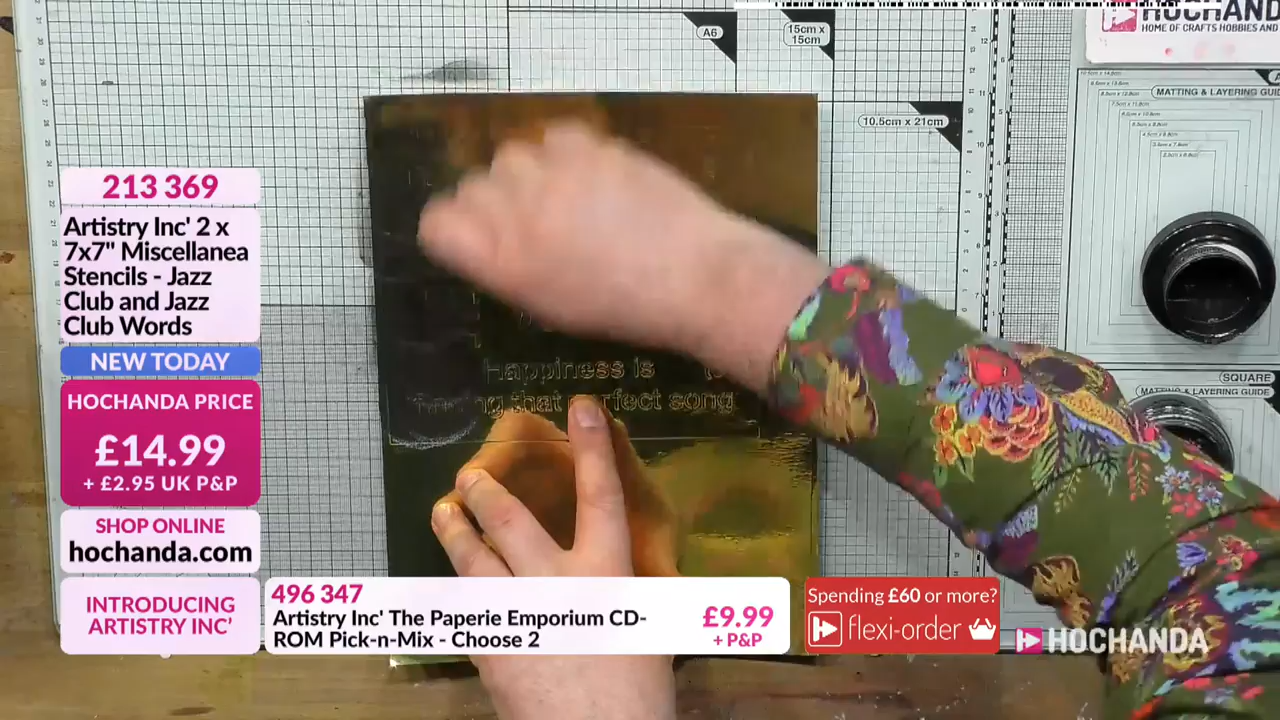 HOCHAND
HOME OF CRAFTS HOBBIES AND
A6
15cm x
15cm
10.5cm x 21cm
MATTING & LAYERING GUID
SQUARE
MATTING & LAYERING GUIDE
213 369
Artistry Inc' 2 x
7x7" Miscellanea
Stencils - Jazz
Club and Jazz
Club Words
NEW TODAY
HOCHANDA PRICE
£14.99
+ £2.95 UK P&P
SHOP ONLINE
hochanda.com
INTRODUCING
ARTISTRY INC'
Happiness is
ng that perfect song
496 347
Artistry Inc' The Paperie Emporium CD-
ROM Pick-n-Mix - Choose 2
£9.99
+ P&P
Spending £60 or more?
flexi-order
HOCHANDA